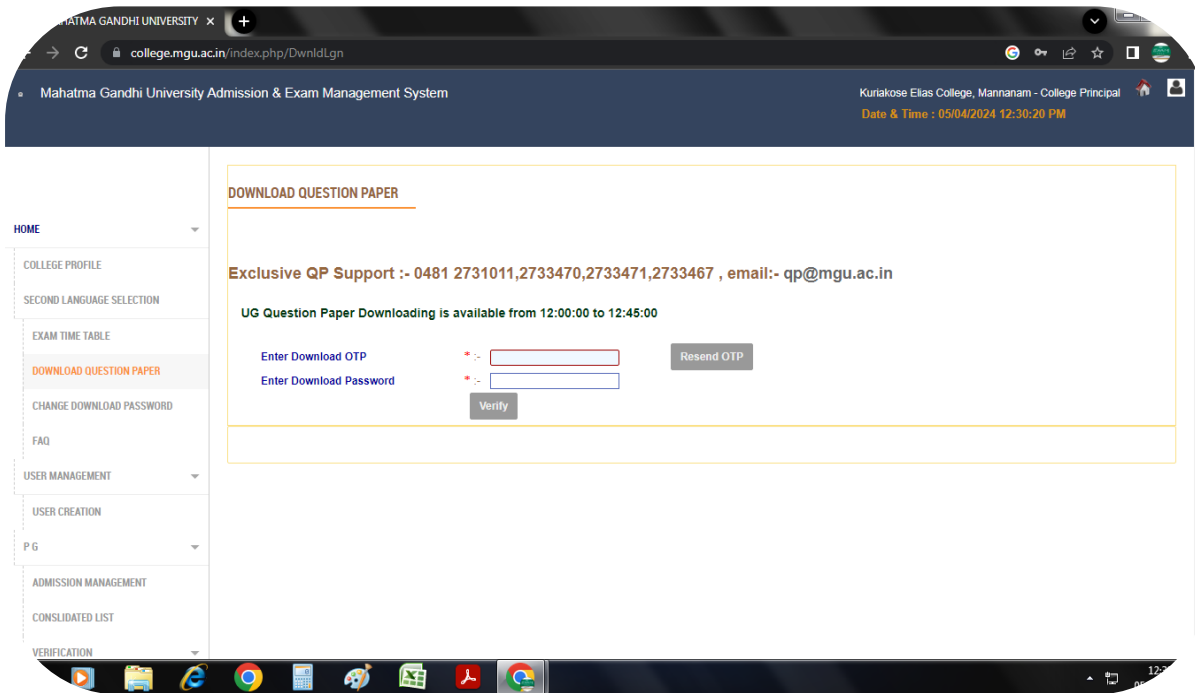 MAHATMA GANDHI UNIVERSITY ×
college.mgu.ac.in/index.php/DwnldLgn
Mahatma Gandhi University Admission & Exam Management System
Kuriakose Elias College, Mannanam - College Principal
Date & Time : 05/04/2024 12:30:20 PM
DOWNLOAD QUESTION PAPER
HOME
COLLEGE PROFILE
Exclusive QP Support :- 0481 2731011,2733470,2733471,2733467 , email:- qp@mgu.ac.in
SECOND LANGUAGE SELECTION
UG Question Paper Downloading is available from 12:00:00 to 12:45:00
EXAM TIME TABLE
Enter Download OTP * :- Resend OTP
DOWNLOAD QUESTION PAPER
Enter Download Password * :-
CHANGE DOWNLOAD PASSWORD
Verify
FAQ
USER MANAGEMENT
USER CREATION
P G
ADMISSION MANAGEMENT
CONSLIDATED LIST
VERIFICATION